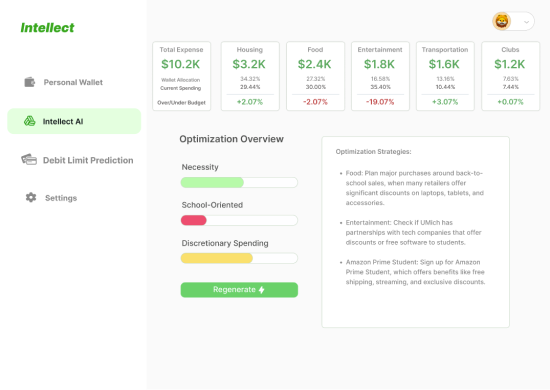 Intellect
Personal Wallet
Intellect AI
Debit Limit Prediction
Settings
Total Expense
$10.2K
Wallet Allocation
Current Spending
Over/Under Budget
Housing
$3.2K
34.32%
29.44%
+2.07%
Food
$2.4K
27.32%
30.00%
-2.07%
Entertainment
$1.8K
16.58%
35.40%
-19.07%
Transportation
$1.6K
13.16%
10.44%
+3.07%
Clubs
$1.2K
7.63%
7.44%
+0.07%
Optimization Overview
Necessity
School-Oriented
Discretionary Spending
Regenerate
Optimization Strategies:
• Food: Plan major purchases around back-to-
school sales, when many retailers offer
significant discounts on laptops, tablets, and
accessories.
• Entertainment: Check if UMich has
partnerships with tech companies that offer
discounts or free software to students.
• Amazon Prime Student: Sign up for Amazon
Prime Student, which offers benefits like free
shipping, streaming, and exclusive discounts.